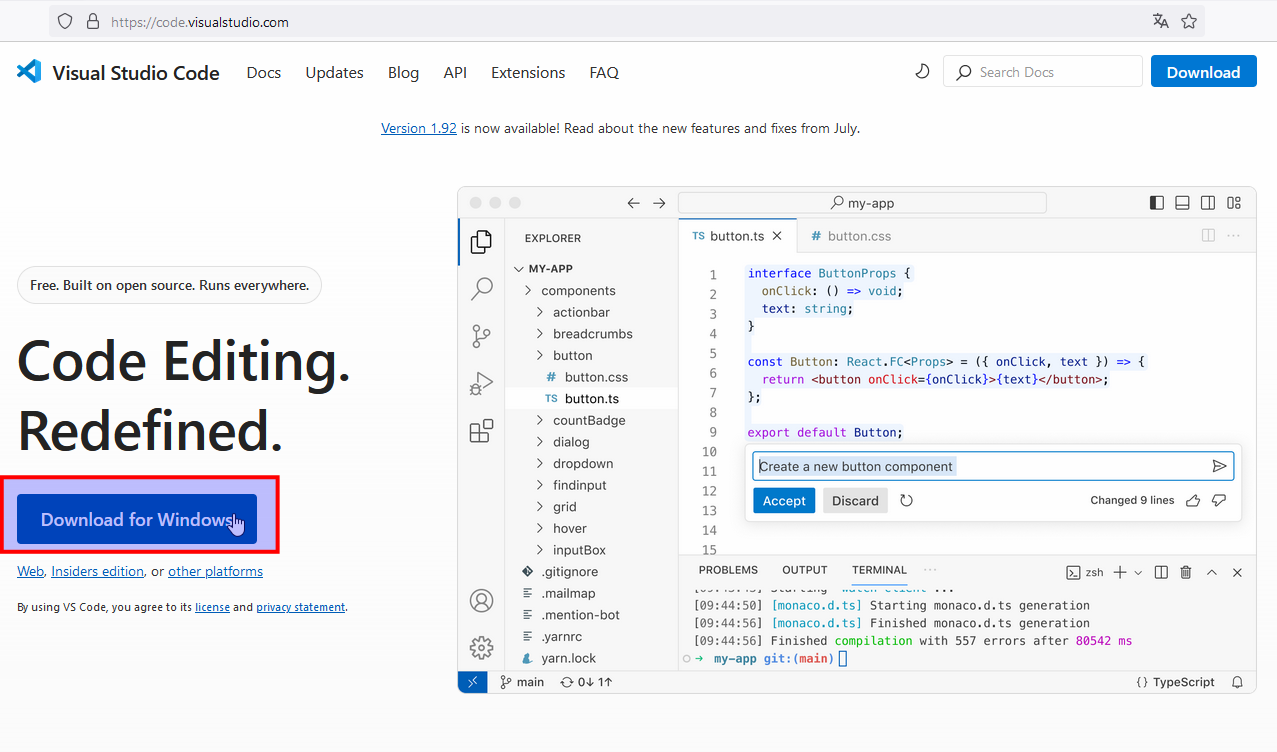 https://code.visualstudio.com
Visual Studio Code Docs Updates Blog API Extensions FAQ Search Docs Download
Version 1.92 is now available! Read about the new features and fixes from July.
Free. Built on open source. Runs everywhere.
Code Editing.
Redefined.
Download for Windows
Web, Insiders edition, or other platforms
By using VS Code, you agree to its license and privacy statement.
my-app
EXPLORER
MY-APP
components
actionbar
breadcrumbs
button
# button.css
TS button.ts
countBadge
dialog
dropdown
findinput
grid
hover
inputBox
.gitignore
.mailmap
.mention-bot
.yarnrc
yarn.lock
TS button.ts # button.css
1 interface ButtonProps {
2 onClick: () => void;
3 text: string;
4 }
5
6 const Button: React.FC<Props> = ({ onClick, text }) => {
7 return <button onClick={onClick}>{text}</button>;
8 };
9
10 export default Button;
11
12
13
14
15
Create a new button component
Accept Discard Changed 9 lines
PROBLEMS OUTPUT TERMINAL zsh
Starting 'watch-client'...
[09:44:50] [monaco.d.ts] Starting monaco.d.ts generation
[09:44:56] [monaco.d.ts] Finished monaco.d.ts generation
[09:44:56] Finished compilation with 557 errors after 80542 ms
→ my-app git:(main)
main 0↓ 1↑ {} TypeScript